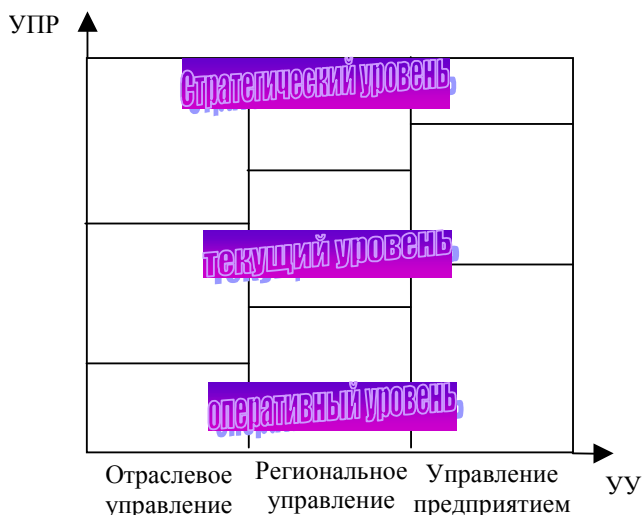 УПР
Стратегический уровень
текущий уровень
оперативный уровень
Отраслевое
управление
Региональное
управление
Управление
предприятием
УУ